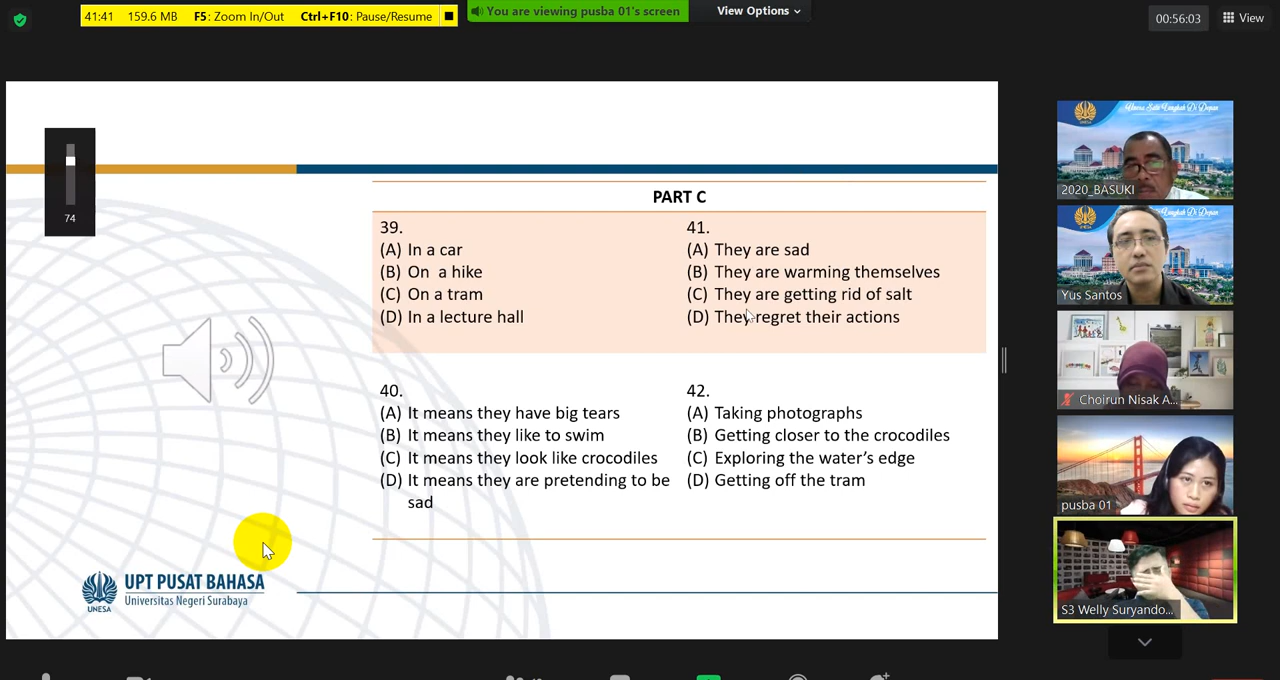 41:41 159.6 MB F5: Zoom In/Out Ctrl+F10: Pause/Resume
You are viewing pusba 01's screen
View Options
00:56:03
View
74
PART C
39.
(A) In a car
(B) On a hike
(C) On a tram
(D) In a lecture hall
41.
(A) They are sad
(B) They are warming themselves
(C) They are getting rid of salt
(D) They regret their actions
40.
(A) It means they have big tears
(B) It means they like to swim
(C) It means they look like crocodiles
(D) It means they are pretending to be
sad
42.
(A) Taking photographs
(B) Getting closer to the crocodiles
(C) Exploring the water's edge
(D) Getting off the tram
UNESA
UPT PUSAT BAHASA
Universitas Negeri Surabaya
UNESA
2020_BASUKI
UNESA
Yus Santos
Choirun Nisak A...
pusba 01
S3 Welly Suryando...